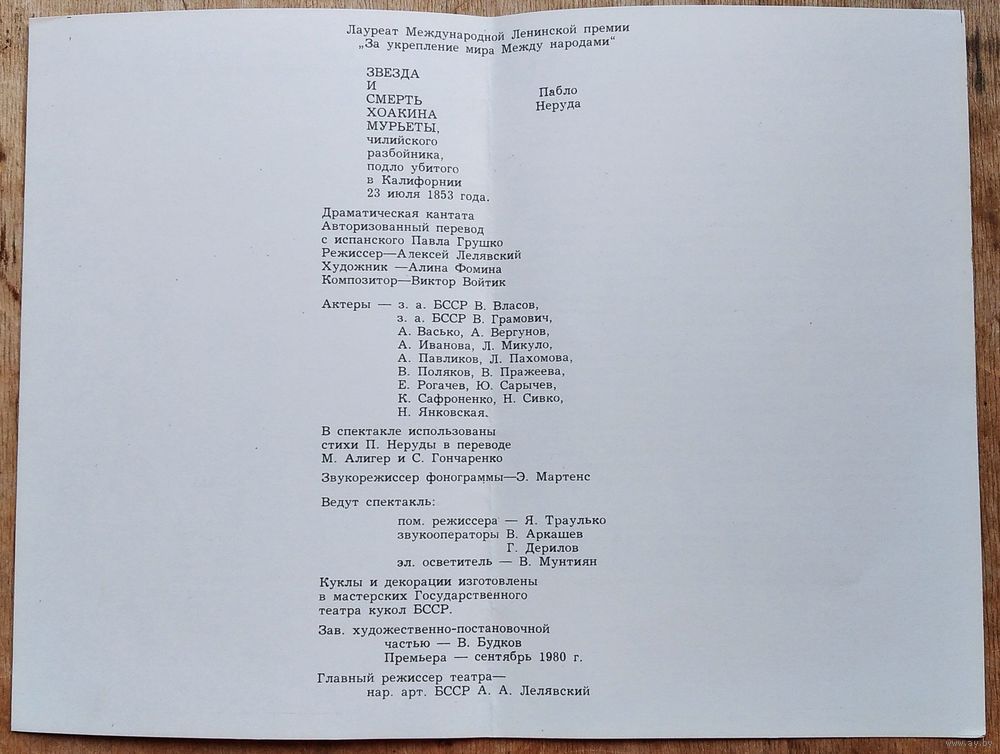 Лауреат Международной Ленинской премии
„За укрепление мира Между народами“
ЗВЕЗДА
И
СМЕРТЬ
ХОАКИНА
МУРЬЕТЫ,
чилийского
разбойника,
подло убитого
в Калифорнии
23 июля 1853 года.
Пабло
Неруда
Драматическая кантата
Авторизованный перевод
с испанского Павла Грушко
Режиссер—Алексей Лелявский
Художник —Алина Фомина
Композитор—Виктор Войтик
Актеры — з. а. БССР В. Власов,
з. а. БССР В. Грамович,
А. Васько, А. Вергунов,
А. Иванова, Л. Микуло,
А. Павликов, Л. Пахомова,
В. Поляков, В. Пражеева,
Е. Рогачев, Ю. Сарычев,
К. Сафроненко, Н. Сивко,
Н. Янковская.
В спектакле использованы
стихи П. Неруды в переводе
М. Алигер и С. Гончаренко
Звукорежиссер фонограммы—Э. Мартенс
Ведут спектакль:
пом. режиссера — Я. Траулько
звукооператоры В. Аркашев
Г. Дерилов
эл. осветитель — В. Мунтиян
Куклы и декорации изготовлены
в мастерских Государственного
театра кукол БССР.
Зав. художественно-постановочной
частью — В. Будков
Премьера — сентябрь 1980 г.
Главный режиссер театра—
нар. арт. БССР А. А. Лелявский
www.ay.by